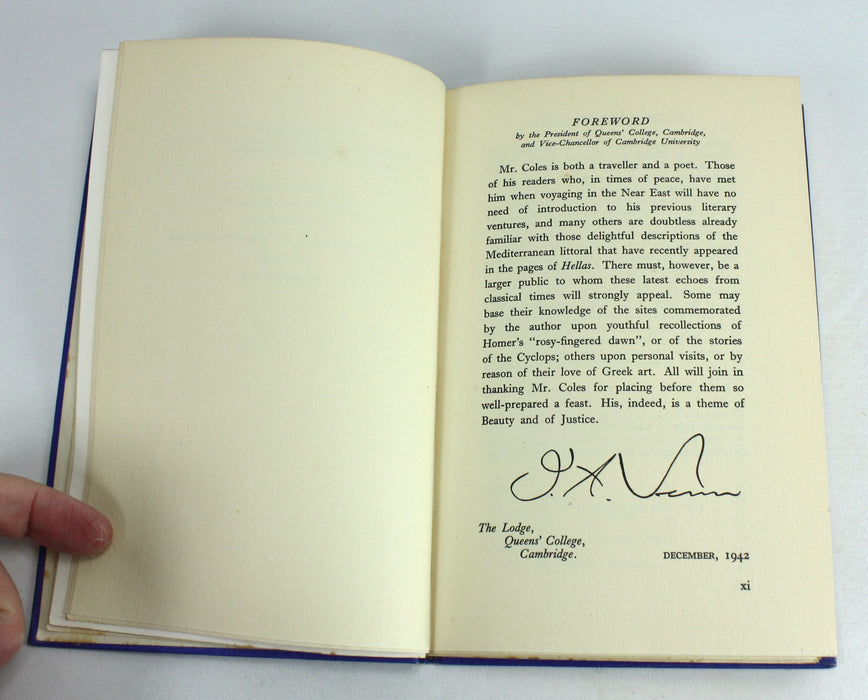 FOREWORD
by the President of Queens' College, Cambridge,
and Vice-Chancellor of Cambridge University
Mr. Coles is both a traveller and a poet. Those
of his readers who, in times of peace, have met
him when voyaging in the Near East will have no
need of introduction to his previous literary
ventures, and many others are doubtless already
familiar with those delightful descriptions of the
Mediterranean littoral that have recently appeared
in the pages of Hellas. There must, however, be a
larger public to whom these latest echoes from
classical times will strongly appeal. Some may
base their knowledge of the sites commemorated
by the author upon youthful recollections of
Homer's "rosy-fingered dawn", or of the stories
of the Cyclops; others upon personal visits, or by
reason of their love of Greek art. All will join in
thanking Mr. Coles for placing before them so
well-prepared a feast. His, indeed, is a theme of
Beauty and of Justice.
J. A. Venn
The Lodge,
Queens' College,
Cambridge. DECEMBER, 1942
xi